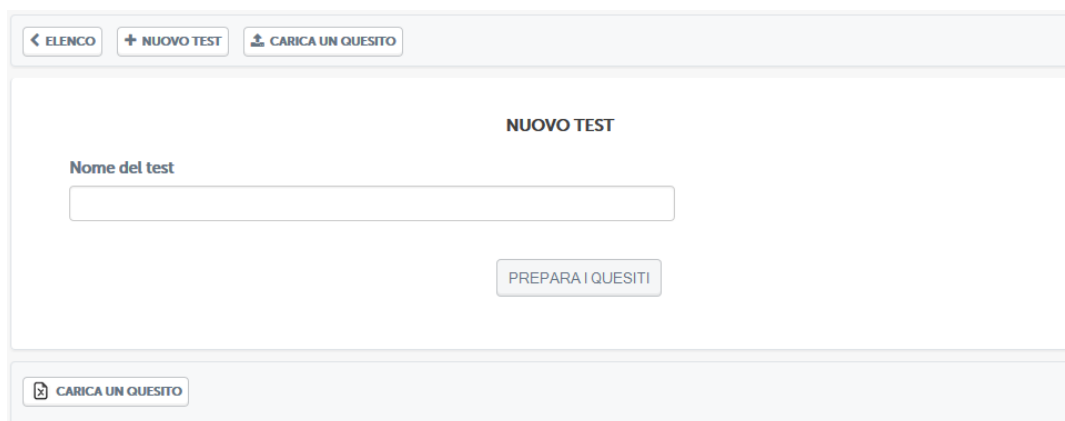 ELENCO NUOVO TEST CARICA UN QUESITO
NUOVO TEST
Nome del test
PREPARA I QUESITI
CARICA UN QUESITO